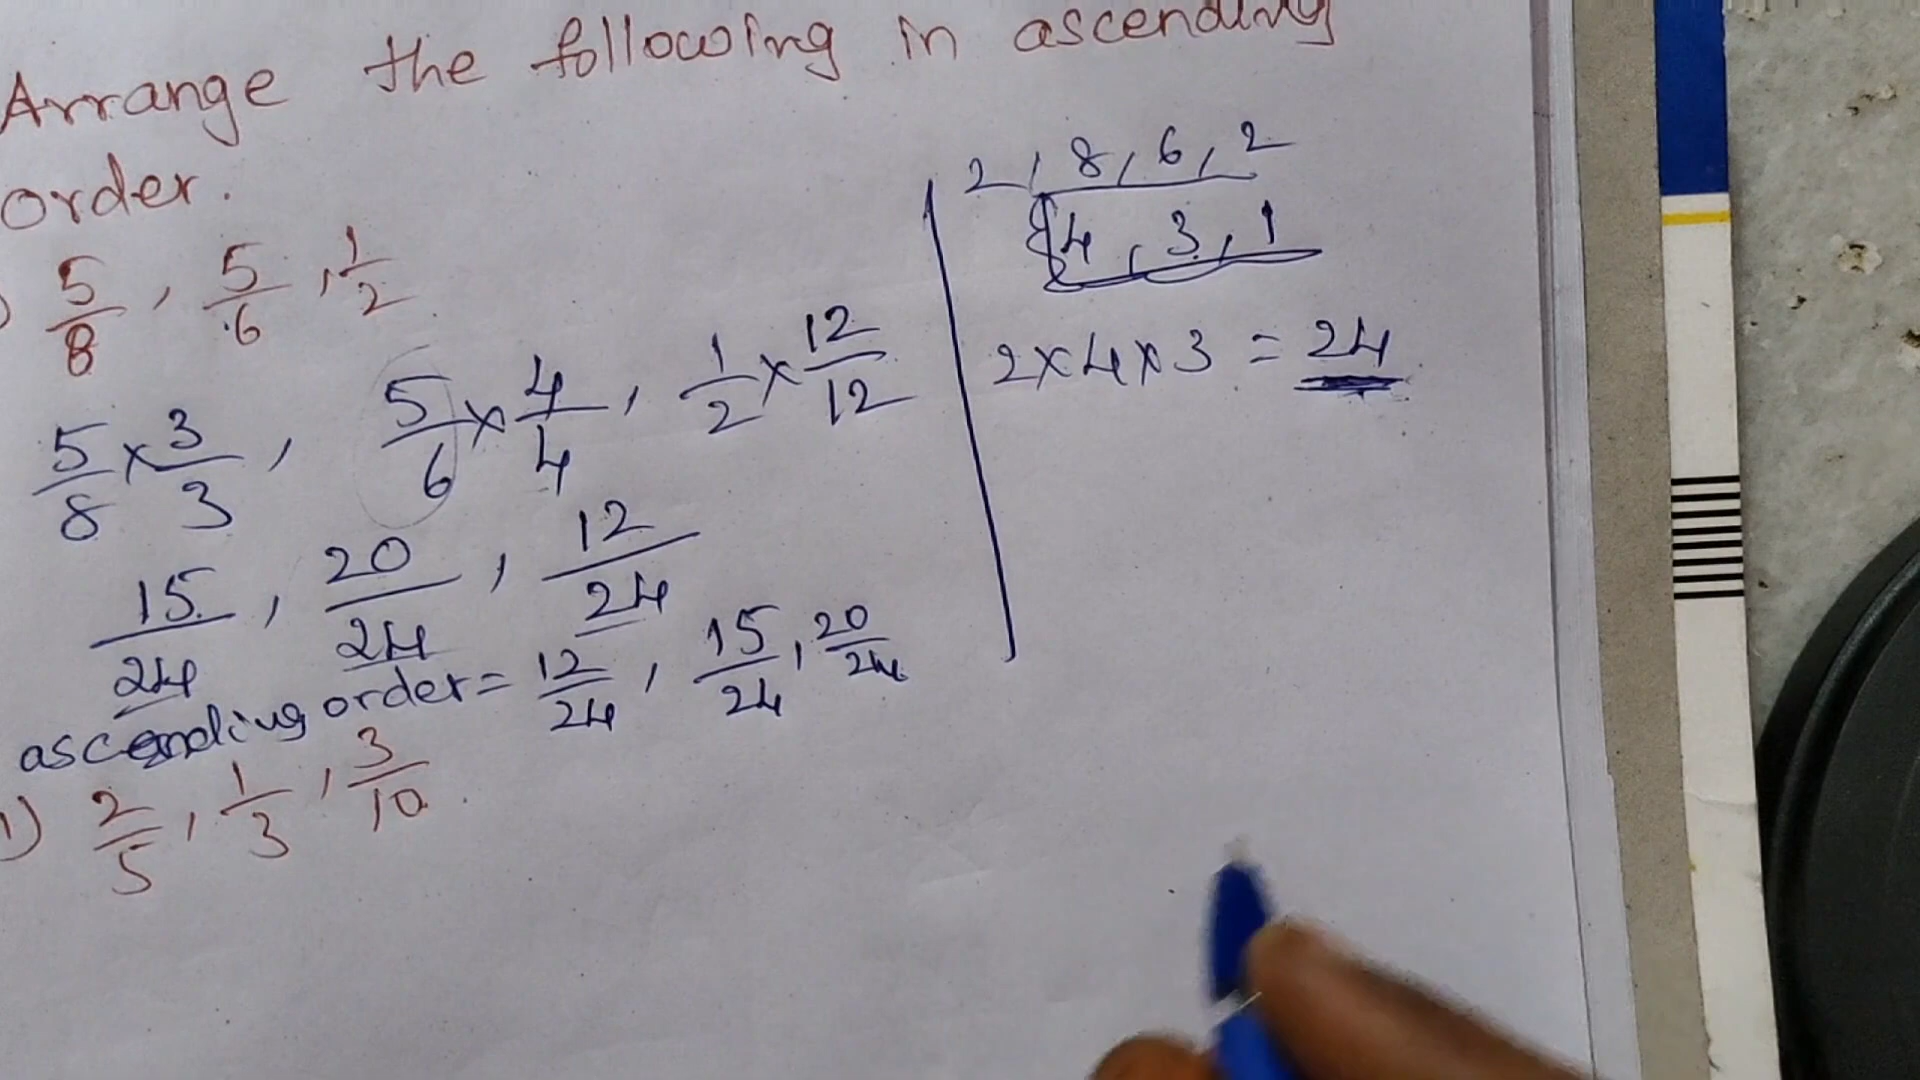 Arrange the following in ascending
order.
) 5/8, 5/6, 1/2
5/8 × 3/3, 5/6 × 4/4, 1/2 × 12/12
15/24, 20/24, 12/24
ascending order = 12/24, 15/24, 20/24
1) 2/5, 1/3, 3/10
2, 8, 6, 2
4, 3, 1
2×4×3 = 24